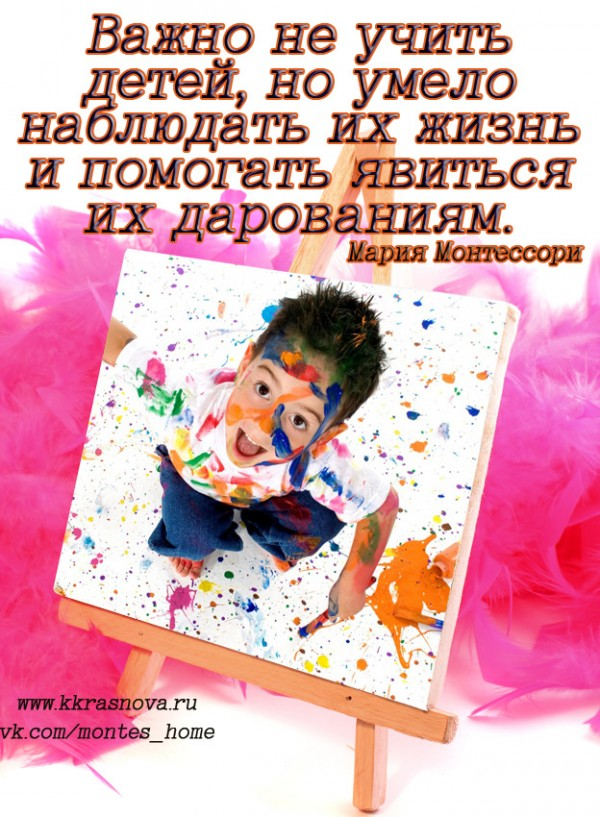 Важно не учить
детей, но умело
наблюдать их жизнь
и помогать явиться
их дарованиям.
Мария Монтессори
www.kkrasnova.ru
vk.com/montes_home